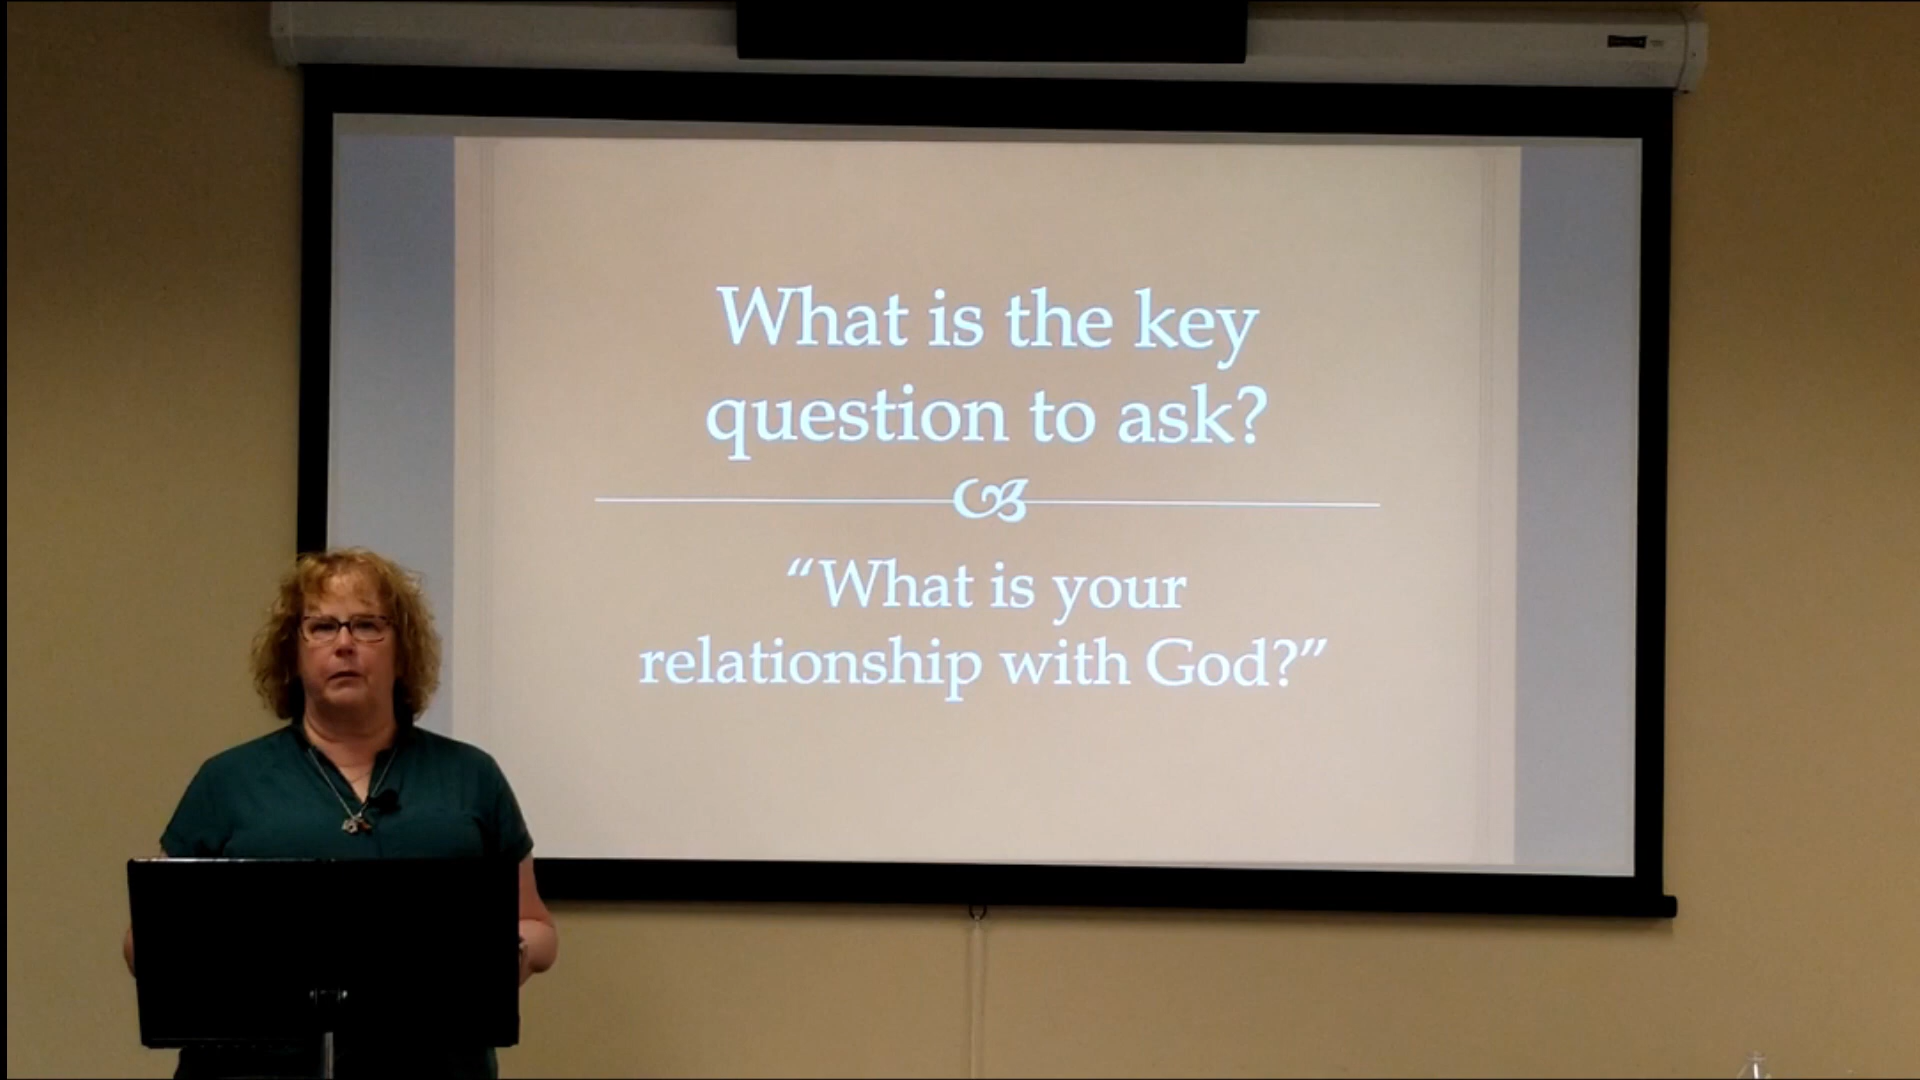 What is the key
question to ask?
“What is your
relationship with God?”